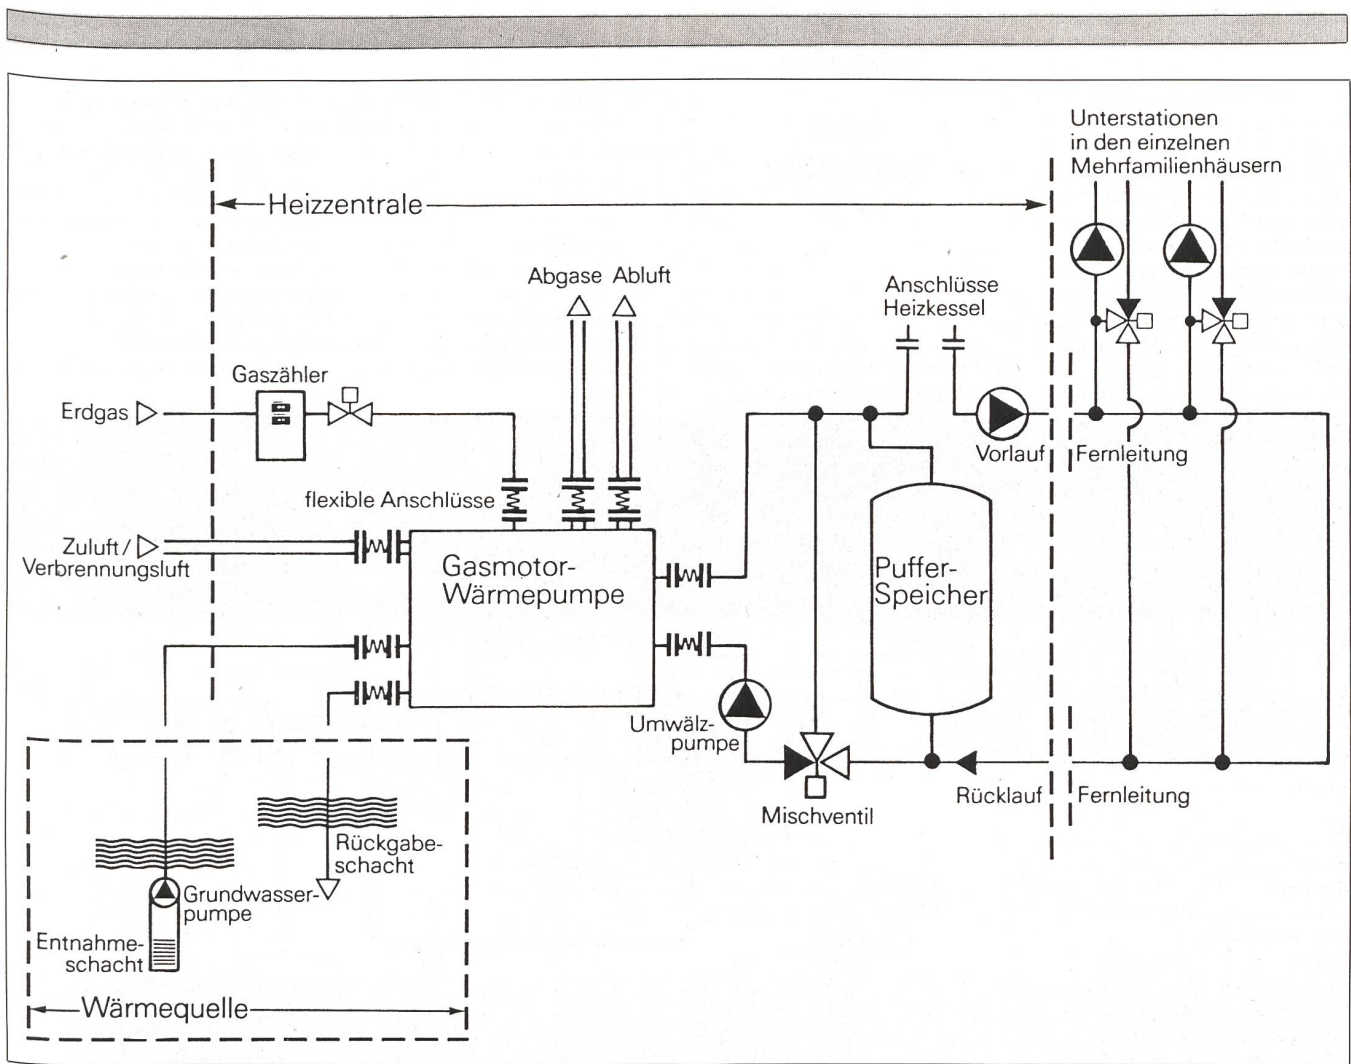 Unterstationen
in den einzelnen
Mehrfamilienhäusern
Heizzentrale
Abgase Abluft
Anschlüsse
Heizkessel
Gaszähler
Erdgas
Vorlauf
Fernleitung
flexible Anschlüsse
Zuluft/
Verbrennungsluft
Gasmotor-
Wärmepumpe
Puffer-
Speicher
Umwälz-
pumpe
Mischventil
Rücklauf
Fernleitung
Rückgabe-
schacht
Grundwasser-
pumpe
Entnahme-
schacht
Wärmequelle